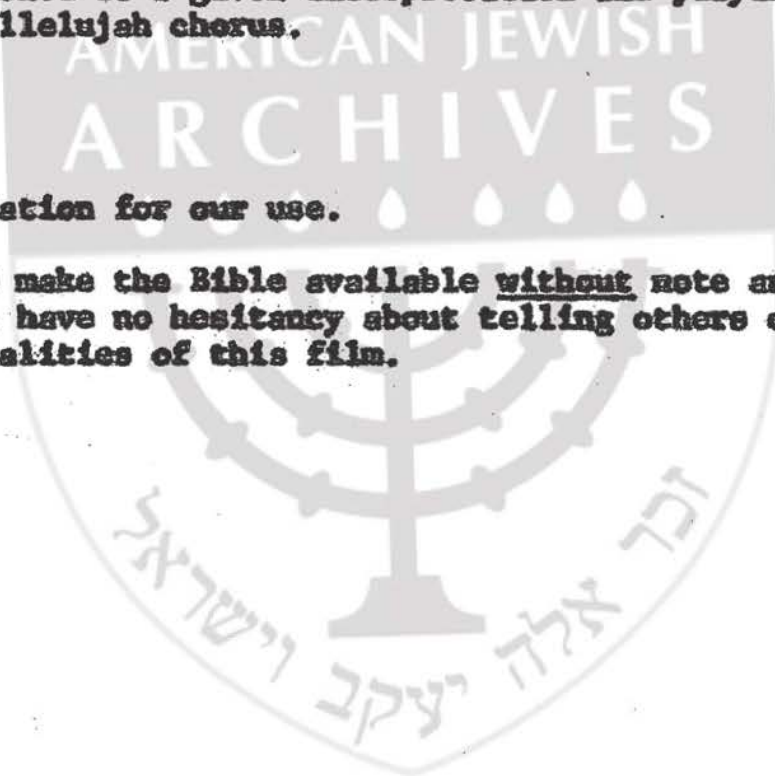 llelujah chorus.
AMERICAN JEWISH
ARCHIVES
ation for our use.
make the Bible available without note
have no hesitancy about telling others
alities of this film.
זכר אלה יעקב וישראל